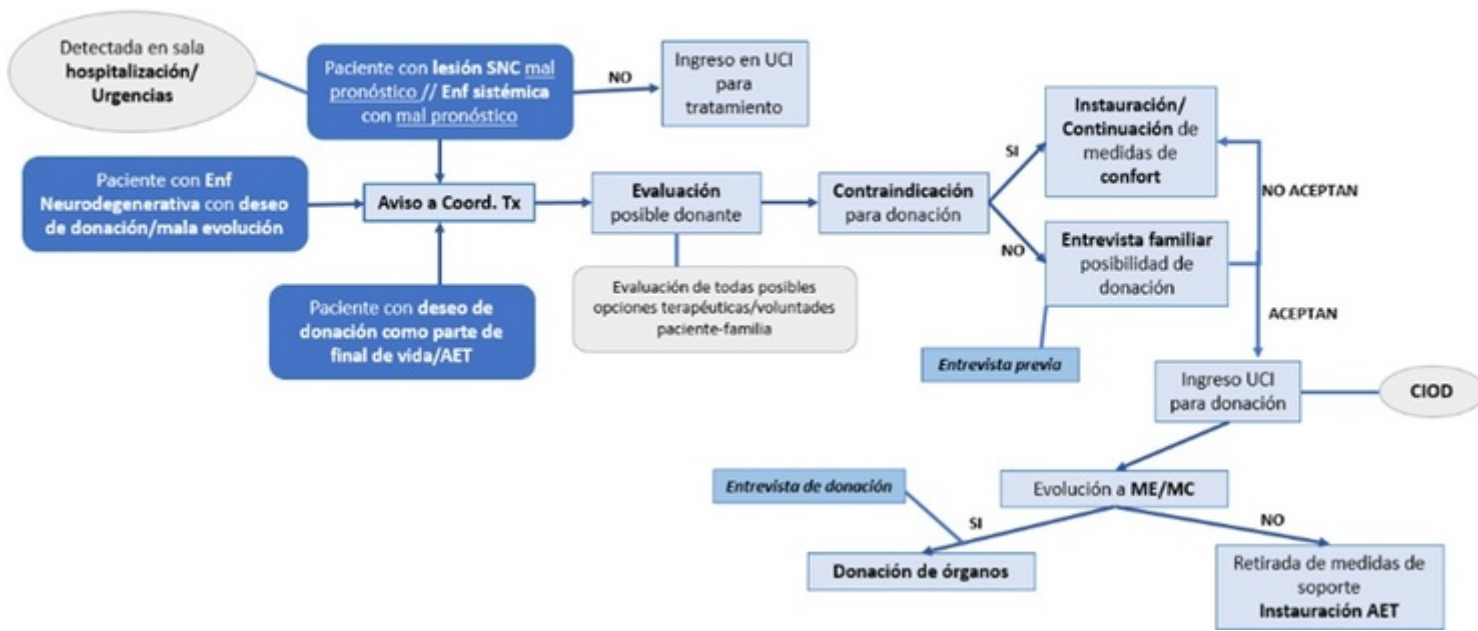 Detectada en sala
hospitalización/
Urgencias
Paciente con lesión SNC mal
pronóstico // Enf sistémica
con mal pronóstico
NO
Ingreso en UCI
para
tratamiento
Instauración/
Continuación de
medidas de
confort
SI
Paciente con Enf
Neurodegenerativa con deseo
de donación/mala evolución
Aviso a Coord. Tx
Evaluación
posible donante
Contraindicación
para donación
NO ACEPTAN
NO
Entrevista familiar
posibilidad de
donación
Paciente con deseo de
donación como parte de
final de vida/AET
Evaluación de todas posibles
opciones terapéuticas/voluntades
paciente-familia
ACEPTAN
Entrevista previa
Ingreso UCI
para donación
CIOD
Entrevista de donación
Evolución a ME/MC
SI
NO
Donación de órganos
Retirada de medidas de
soporte
Instauración AET